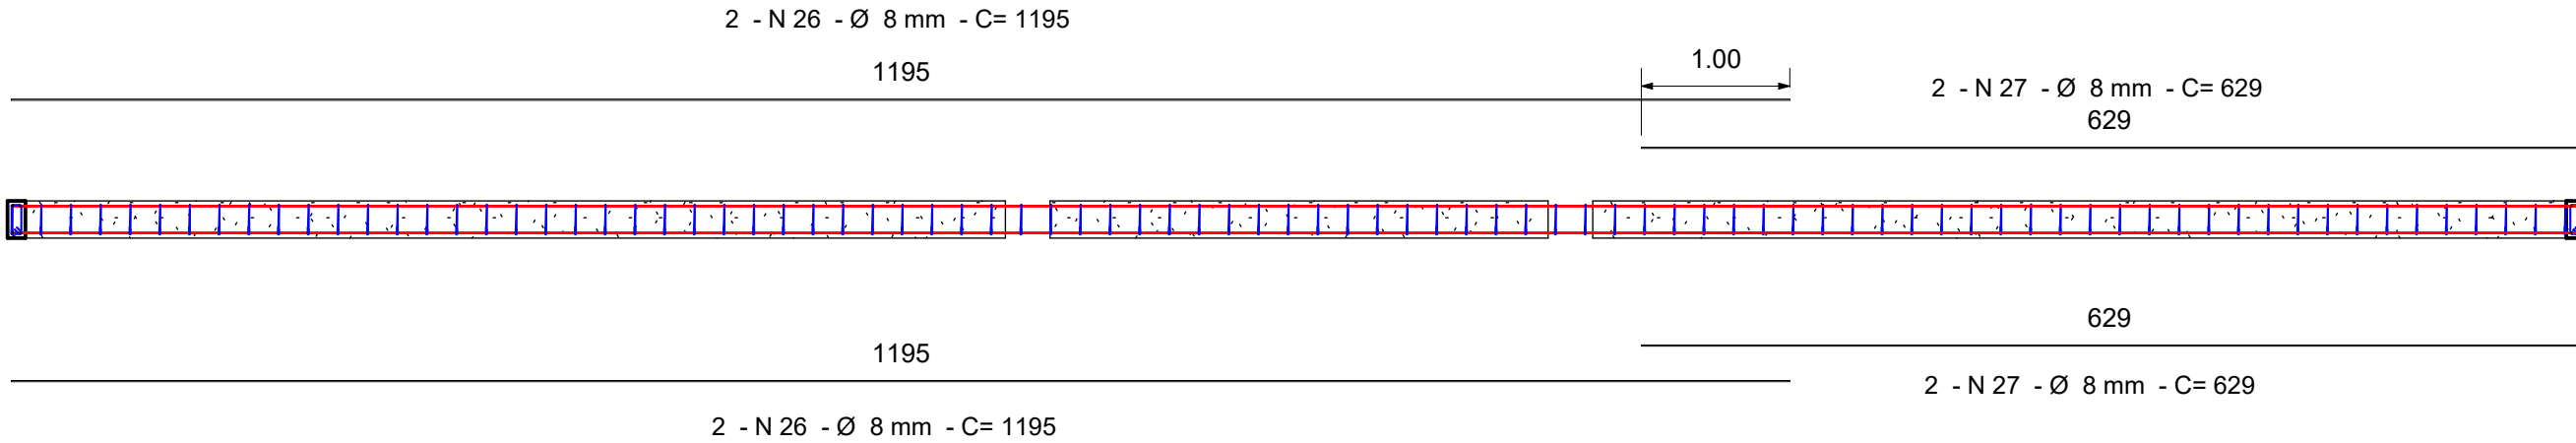 2 - N 26 - Ø 8 mm - C= 1195
1195
1.00
2 - N 27 - Ø 8 mm - C= 629
629
629
1195
2 - N 27 - Ø 8 mm - C= 629
2 - N 26 - Ø 8 mm - C= 1195